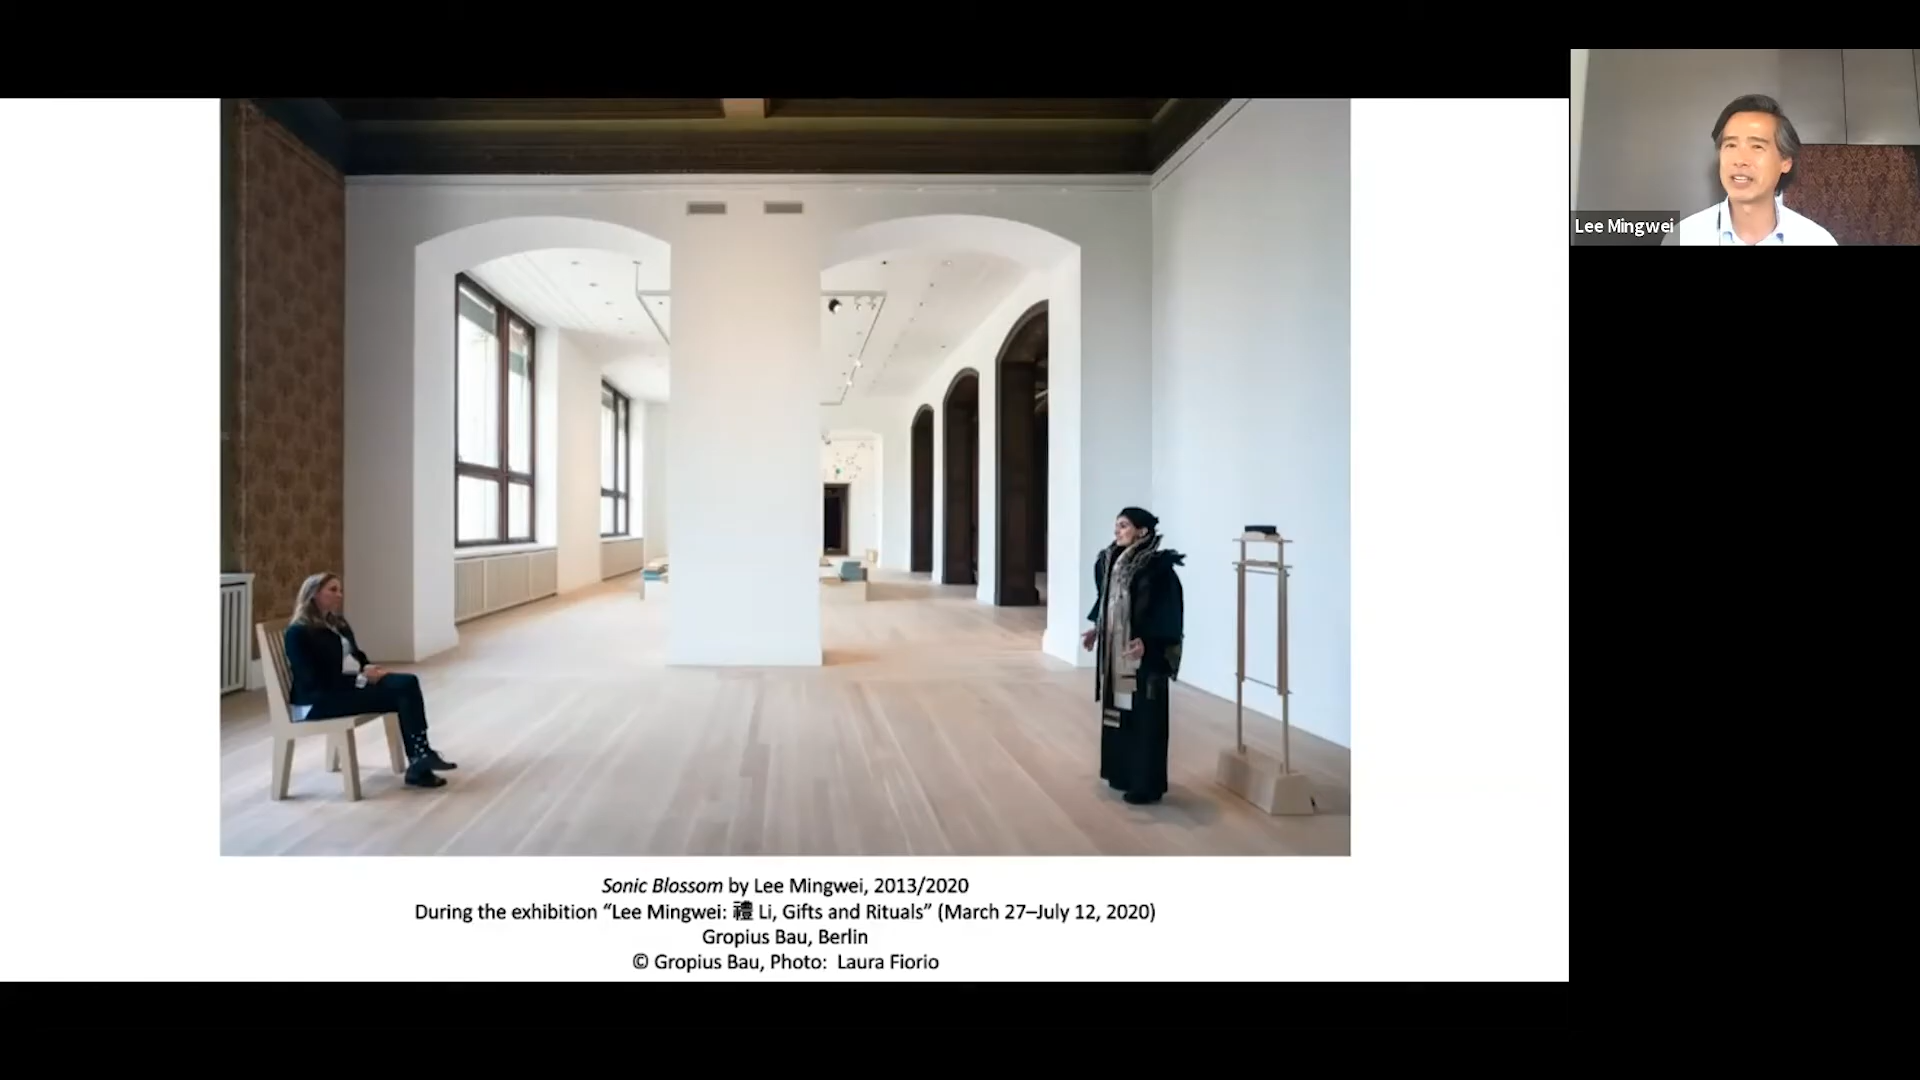 Lee Mingwei
Sonic Blossom by Lee Mingwei, 2013/2020
During the exhibition “Lee Mingwei: 禮 Li, Gifts and Rituals” (March 27–July 12, 2020)
Gropius Bau, Berlin
© Gropius Bau, Photo: Laura Fiorio